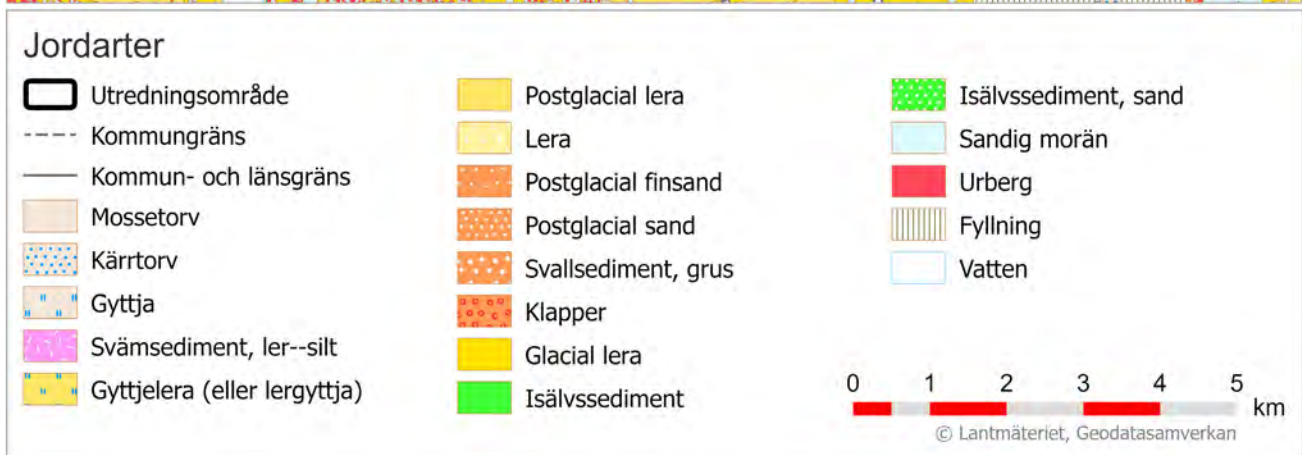 Jordarter
Utredningsområde
Kommungräns
Kommun- och länsgräns
Mossetorv
Kärrtorv
Gyttja
Svämsediment, ler--silt
Gyttjelera (eller lergyttja)
Postglacial lera
Lera
Postglacial finsand
Postglacial sand
Svallsediment, grus
Klapper
Glacial lera
Isälvssediment
Isälvssediment, sand
Sandig morän
Urberg
Fyllning
Vatten
0 1 2 3 4 5
km
© Lantmäteriet, Geodatasamverkan